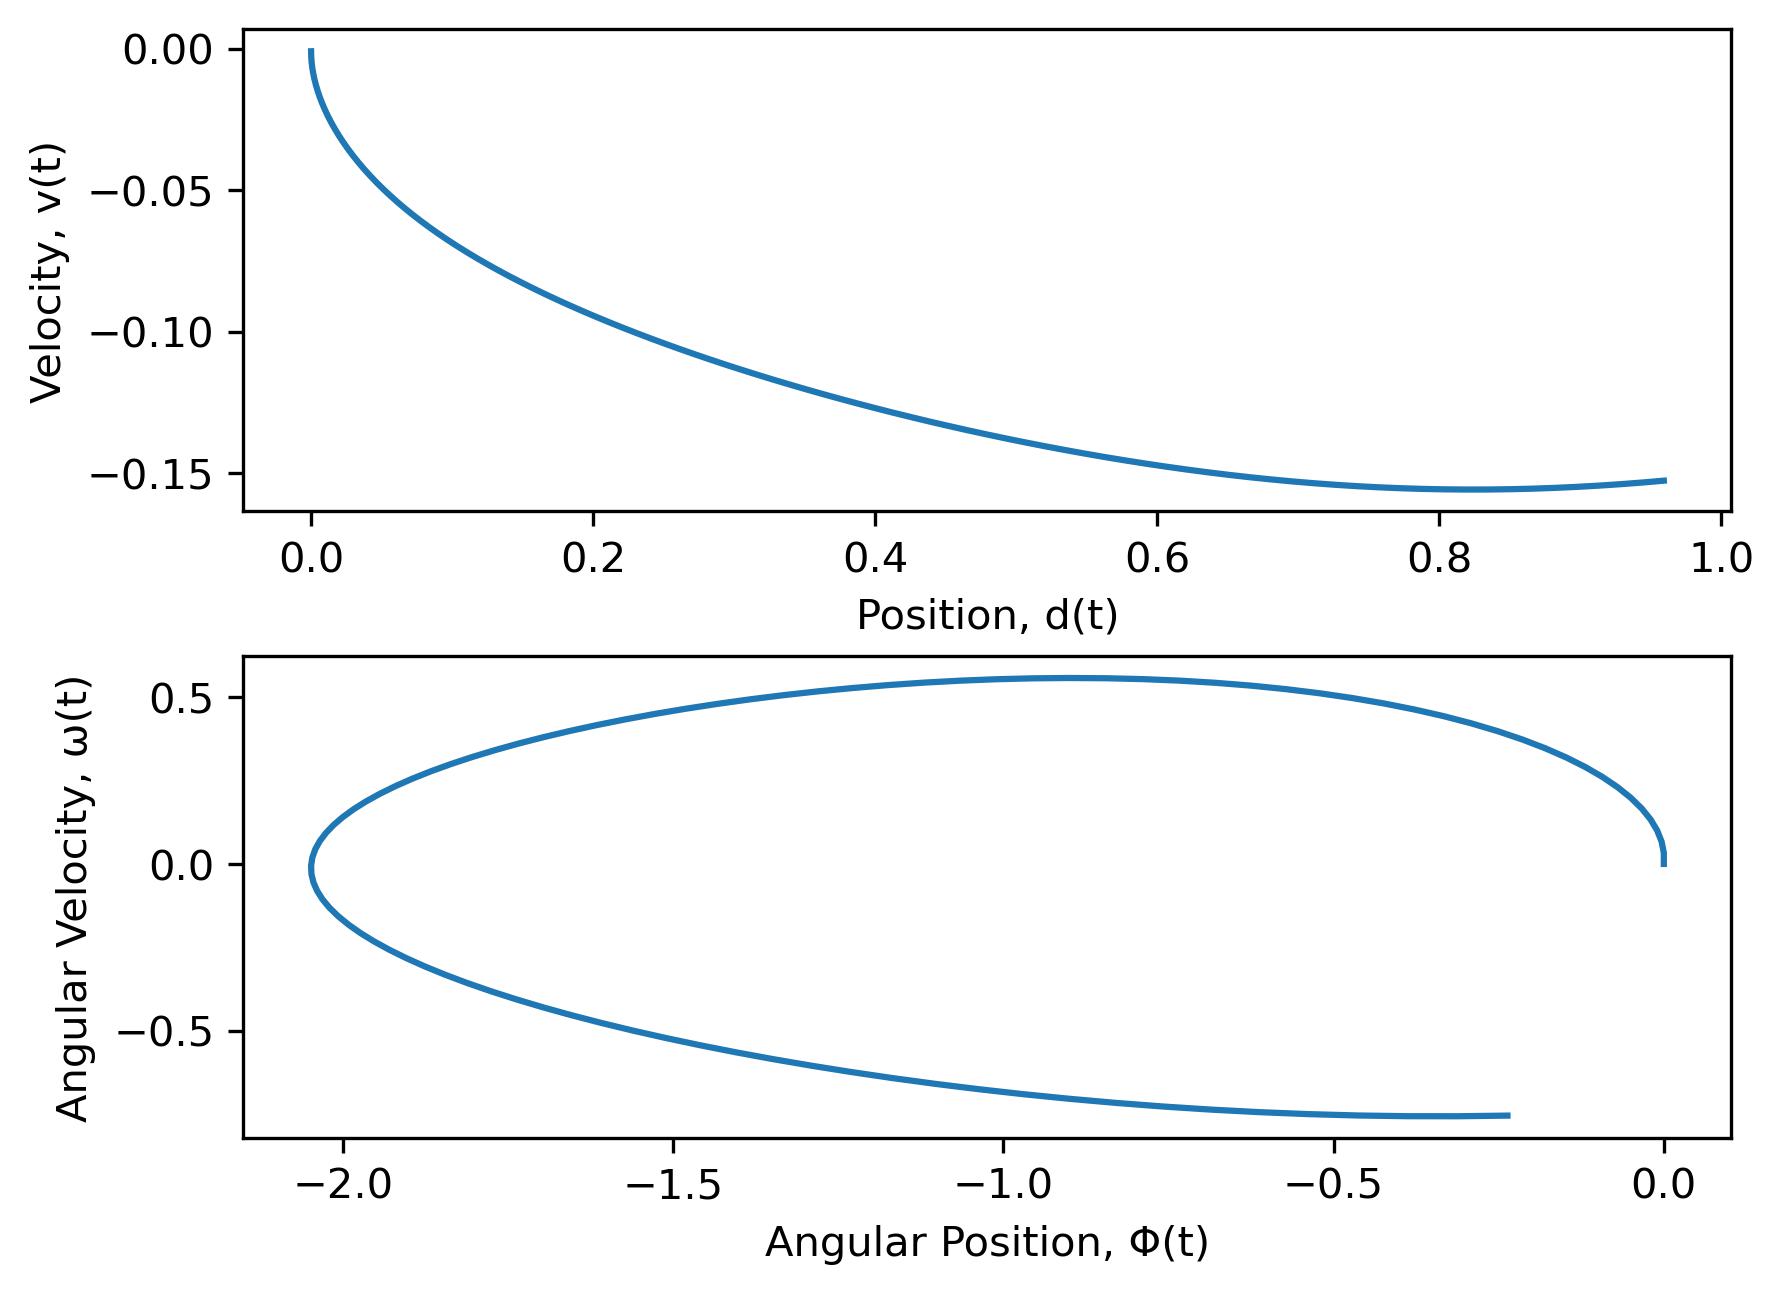 Velocity, v(t)
0.00
−0.05
−0.10
−0.15
0.0 0.2 0.4 0.6 0.8 1.0
Position, d(t)
Angular Velocity, ω(t)
0.5
0.0
−0.5
−2.0 −1.5 −1.0 −0.5 0.0
Angular Position, Φ(t)